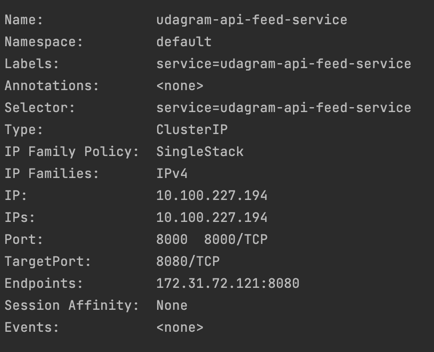 Name:              udagram-api-feed-service
Namespace:         default
Labels:            service=udagram-api-feed-service
Annotations:       <none>
Selector:          service=udagram-api-feed-service
Type:              ClusterIP
IP Family Policy:  SingleStack
IP Families:       IPv4
IP:                10.100.227.194
IPs:               10.100.227.194
Port:              8000  8000/TCP
TargetPort:        8080/TCP
Endpoints:         172.31.72.121:8080
Session Affinity:  None
Events:            <none>